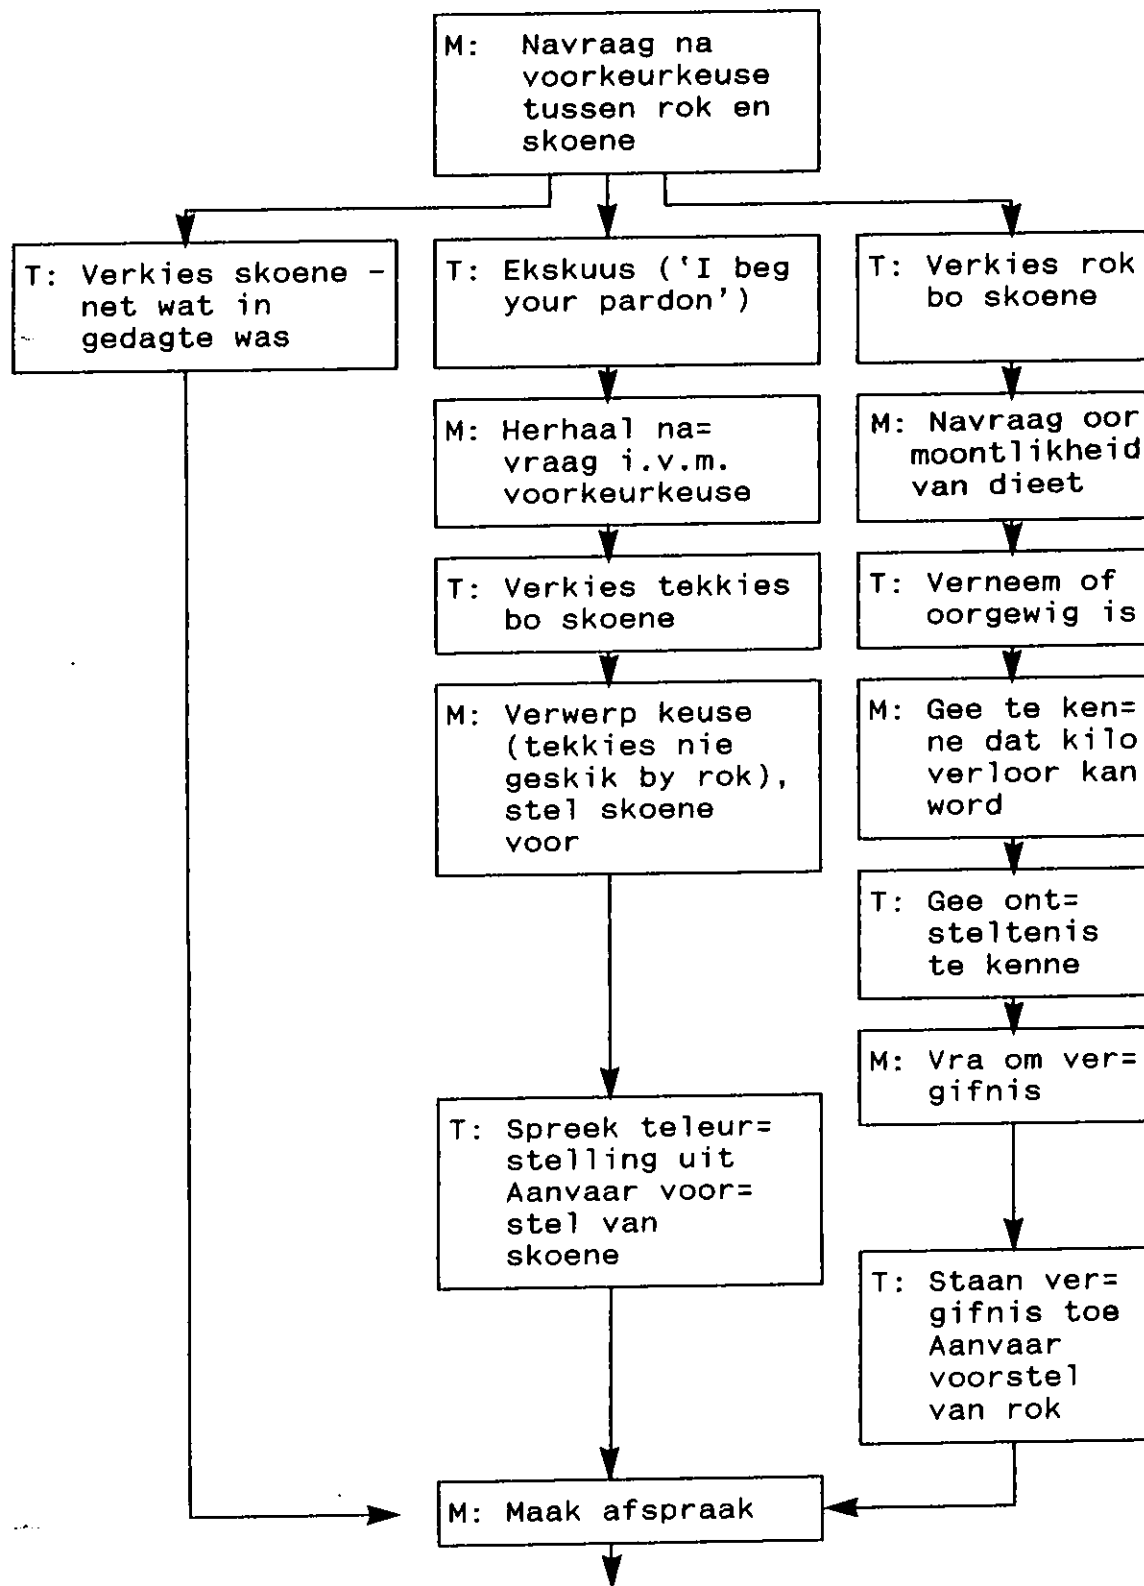 M: Navraag na
voorkeurkeuse
tussen rok en
skoene
T: Verkies skoene –
net wat in
gedagte was
T: Ekskuus (‘I beg
your pardon’)
M: Herhaal na=
vraag i.v.m.
voorkeurkeuse
T: Verkies tekkies
bo skoene
M: Verwerp keuse
(tekkies nie
geskik by rok),
stel skoene
voor
T: Spreek teleur=
stelling uit
Aanvaar voor=
stel van
skoene
T: Verkies rok
bo skoene
M: Navraag oor
moontlikheid
van dieet
T: Verneem of
oorgewig is
M: Gee te ken=
ne dat kilo
verloor kan
word
T: Gee ont=
steltenis
te kenne
M: Vra om ver=
gifnis
T: Staan ver=
gifnis toe
Aanvaar
voorstel
van rok
M: Maak afspraak